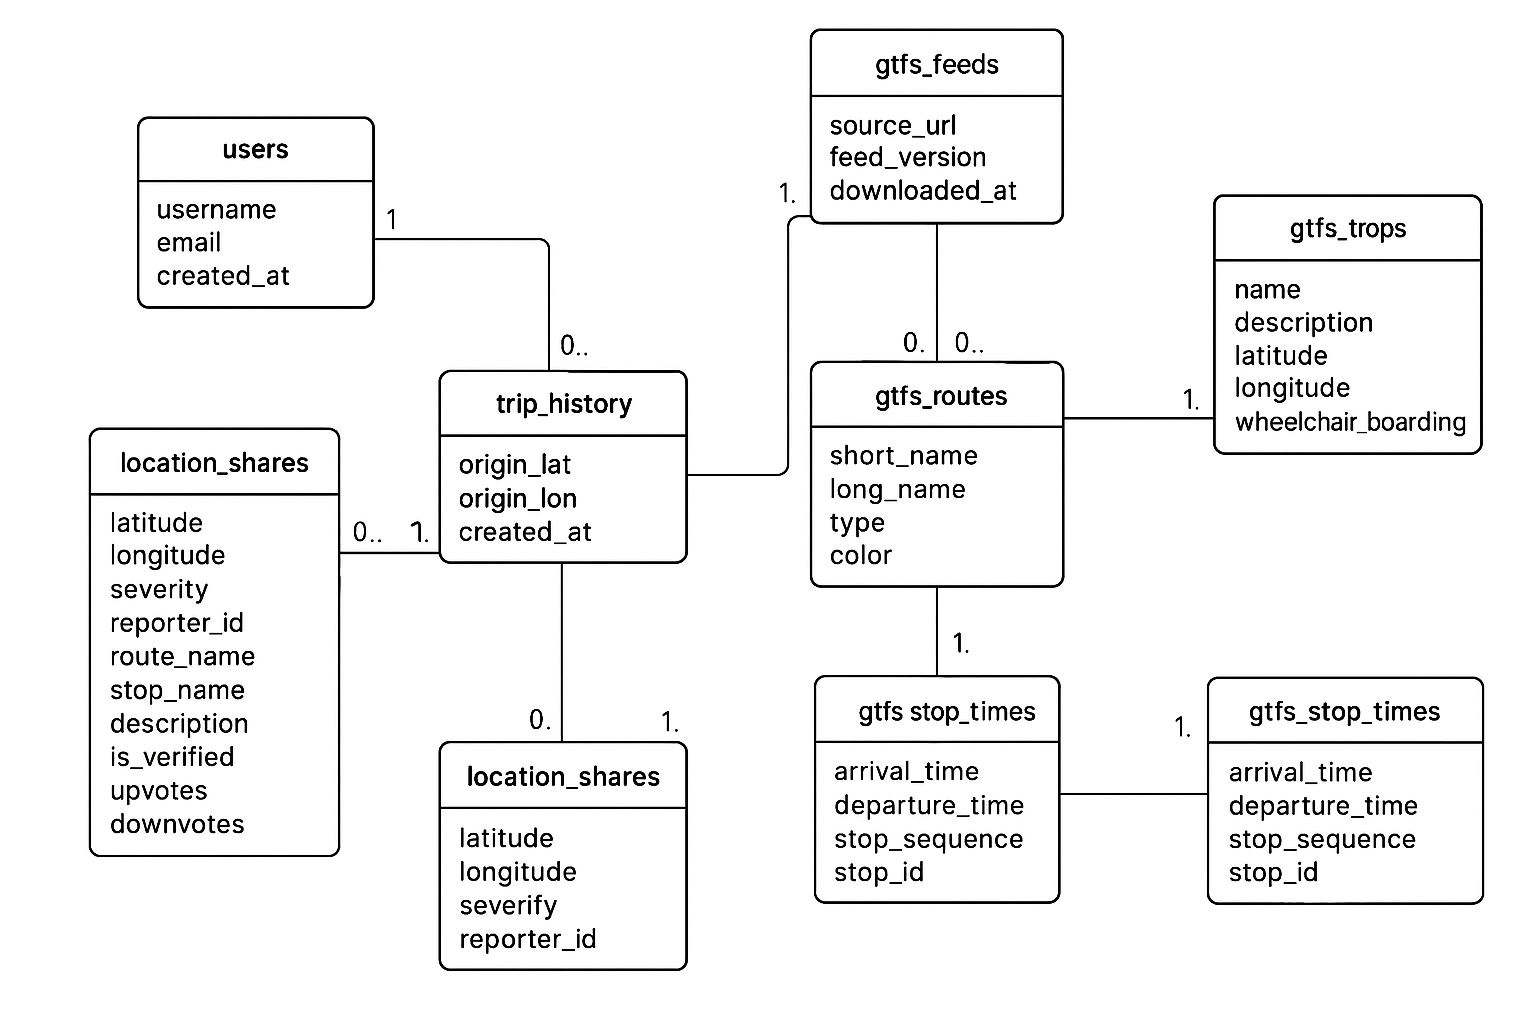 gtfs_feeds
source_url
feed_version
downloaded_at
users
username
email
created_at
1
1.
0..
gtfs_trops
name
description
latitude
longitude
wheelchair_boarding
0. 0..
1.
trip_history
origin_lat
origin_lon
created_at
gtfs_routes
short_name
long_name
type
color
location_shares
latitude
longitude
severity
reporter_id
route_name
stop_name
description
is_verified
upvotes
downvotes
0.. 1.
0. 1.
location_shares
latitude
longitude
severify
reporter_id
1.
gtfs stop_times
arrival_time
departure_time
stop_sequence
stop_id
1.
gtfs_stop_times
arrival_time
departure_time
stop_sequence
stop_id